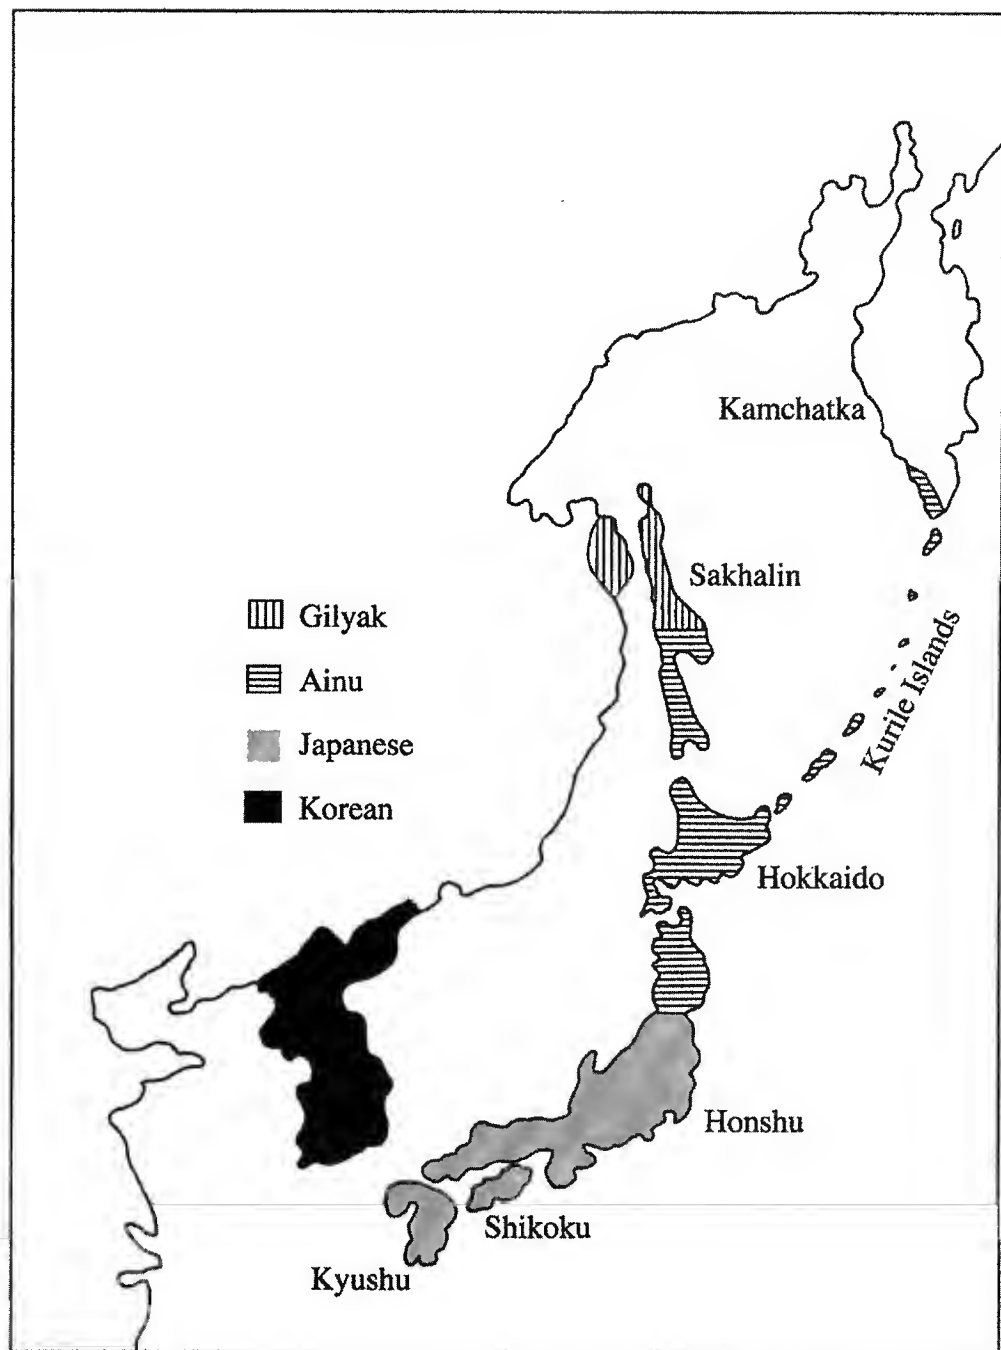 Kamchatka
Sakhalin
Gilyak
Ainu
Japanese
Korean
Kurile Islands
Hokkaido
Honshu
Shikoku
Kyushu